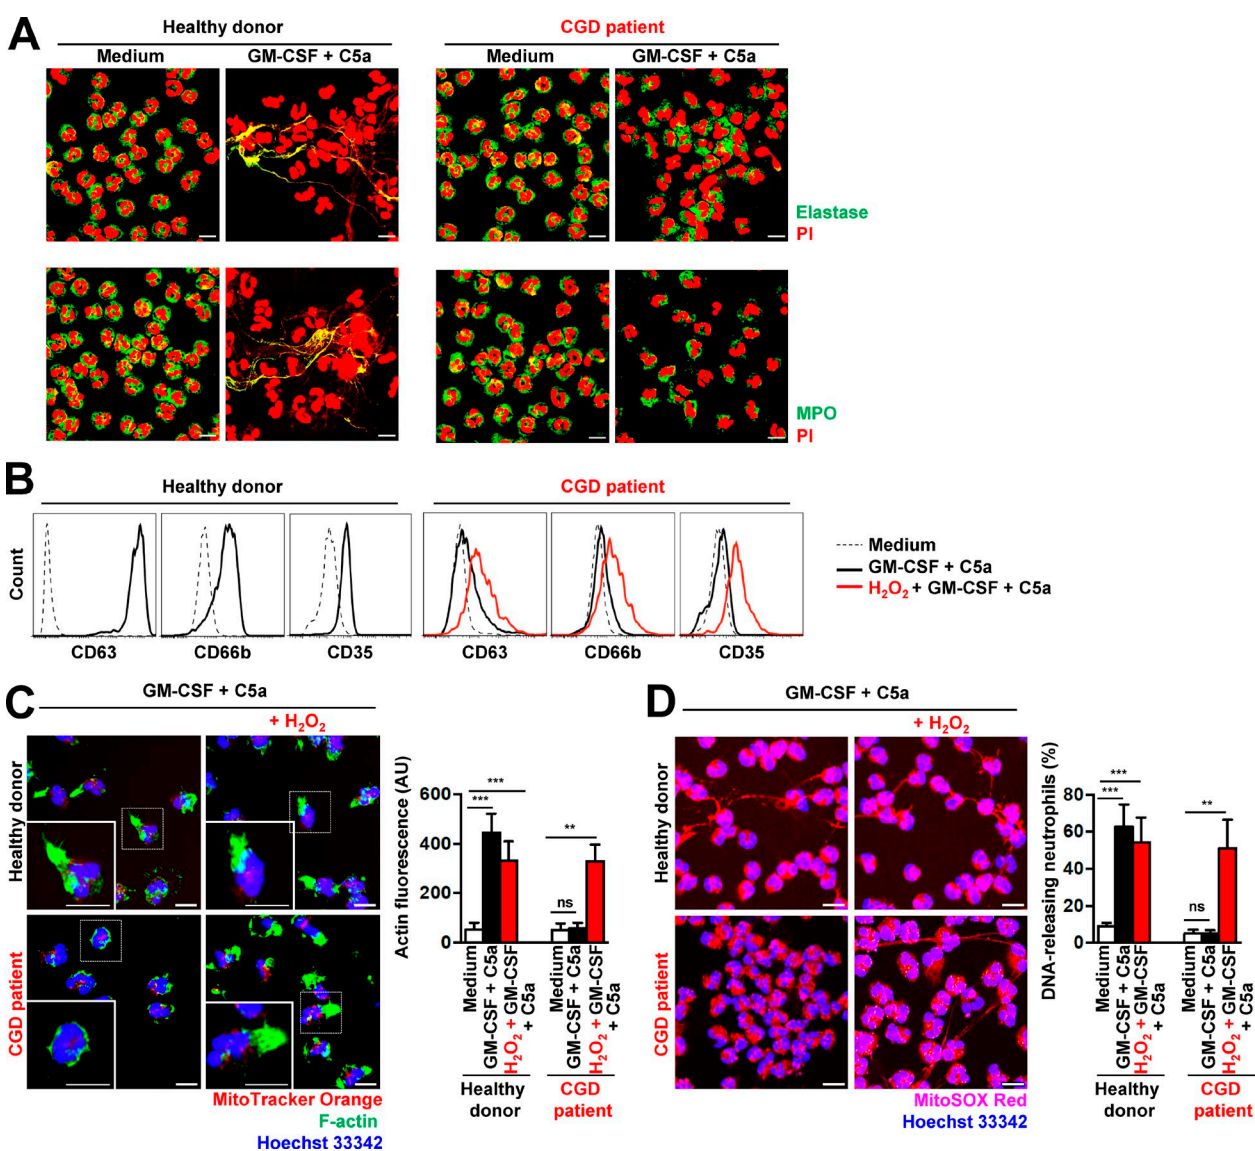 A
Healthy donor
CGD patient
Medium
GM-CSF + C5a
Medium
GM-CSF + C5a
Elastase
PI
MPO
PI
B
Healthy donor
CGD patient
Count
CD63
CD66b
CD35
CD63
CD66b
CD35
Medium
GM-CSF + C5a
H₂O₂ + GM-CSF + C5a
C
GM-CSF + C5a
+ H₂O₂
Healthy donor
CGD patient
MitoTracker Orange
F-actin
Hoechst 33342
Actin fluorescence (AU)
600
400
200
0
***
***
**
ns
Medium
GM-CSF + C5a
H₂O₂ + GM-CSF
+ C5a
Medium
GM-CSF + C5a
H₂O₂ + GM-CSF
+ C5a
Healthy
donor
CGD
patient
D
GM-CSF + C5a
+ H₂O₂
Healthy donor
CGD patient
MitoSOX Red
Hoechst 33342
DNA-releasing neutrophils (%)
80
60
40
20
0
***
***
**
ns
Medium
GM-CSF + C5a
H₂O₂ + GM-CSF
+ C5a
Medium
GM-CSF + C5a
H₂O₂ + GM-CSF
+ C5a
Healthy
donor
CGD
patient